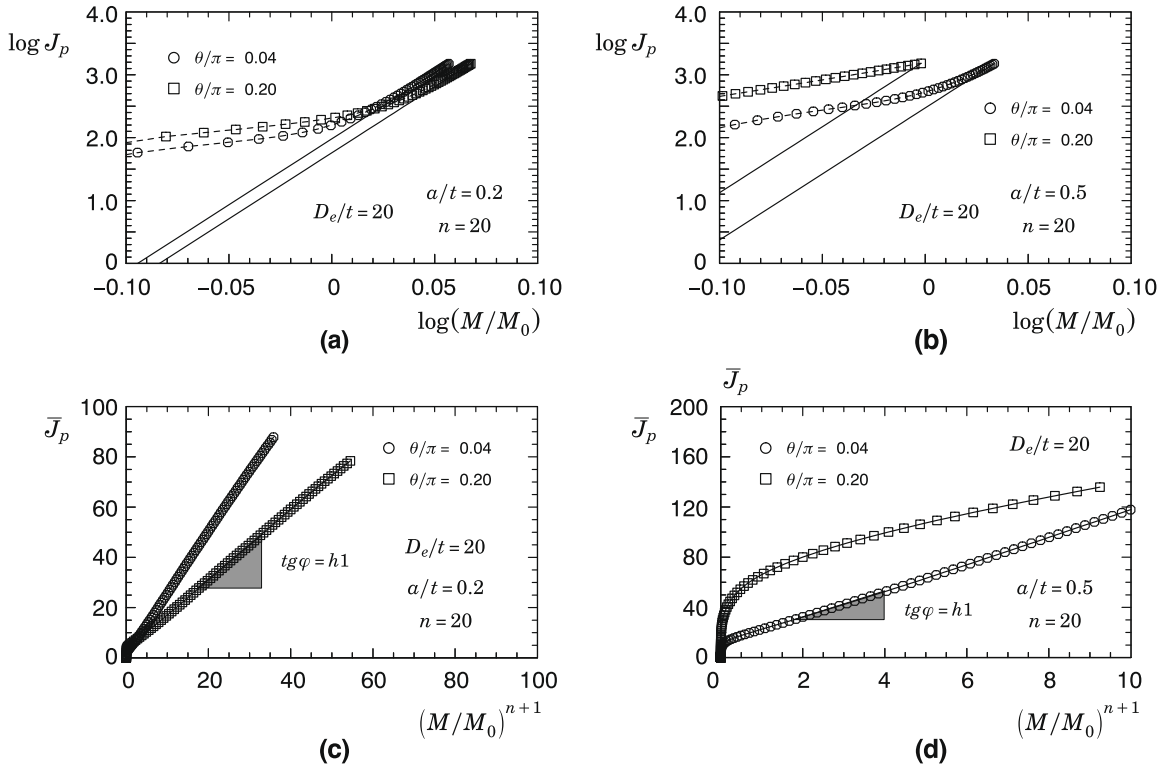 log J_p
4.0
3.0
2.0
1.0
0
θ/π = 0.04
θ/π = 0.20
D_e/t = 20
a/t = 0.2
n = 20
-0.10
-0.05
0
0.05
0.10
log(M/M_0)
(a)
log J_p
4.0
3.0
2.0
1.0
0
θ/π = 0.04
θ/π = 0.20
a/t = 0.5
D_e/t = 20
n = 20
-0.10
-0.05
0
0.05
0.10
log(M/M_0)
(b)
J̅_p
100
80
60
40
20
0
θ/π = 0.04
θ/π = 0.20
tgφ = h1
D_e/t = 20
a/t = 0.2
n = 20
0
20
40
60
80
100
(M/M_0)^{n+1}
(c)
J̅_p
J̅_p
200
160
120
80
40
0
θ/π = 0.04
θ/π = 0.20
D_e/t = 20
a/t = 0.5
tgφ = h1
n = 20
0
2
4
6
8
10
(M/M_0)^{n+1}
(d)